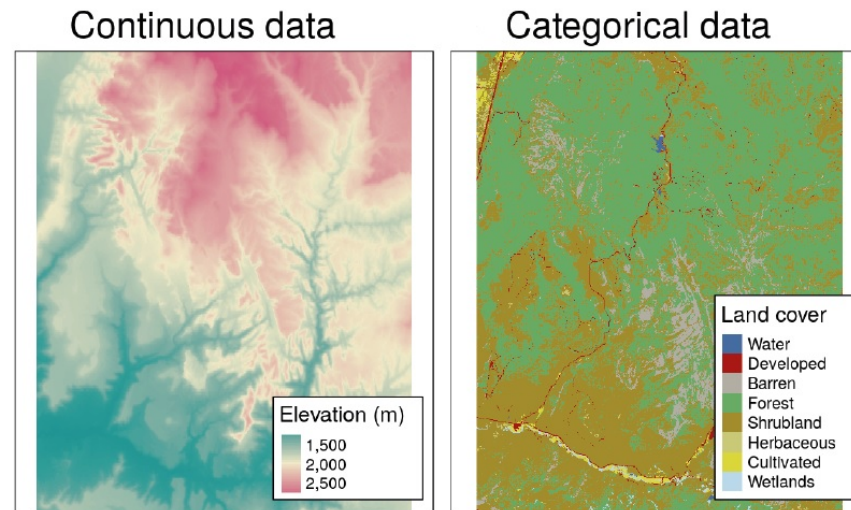 Continuous data
Categorical data
Elevation (m)
1,500
2,000
2,500
Land cover
Water
Developed
Barren
Forest
Shrubland
Herbaceous
Cultivated
Wetlands